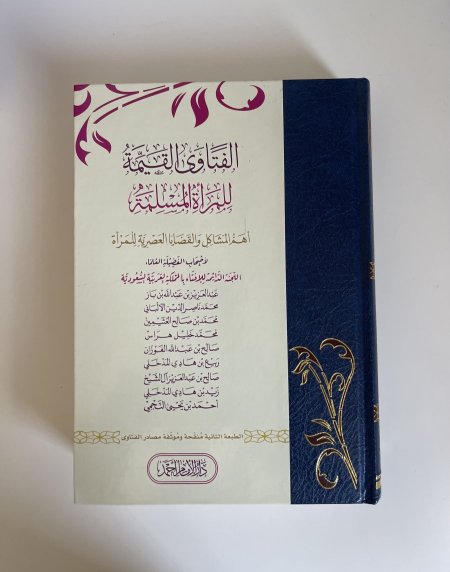 الفتاوى القيمة
للمرأة المسلمة
أهم المشاكل والقضايا العصرية للمرأة
لأصحاب الفضيلة العلماء
اللجنة الدائمة للإفتاء بالمملكة العربية السعودية
عبد العزيز بن عبد الله بن باز
محمد ناصر الدين الألباني
محمد بن صالح العثيمين
محمد خليل هراس
صالح بن عبد الله الفوزان
ربيع بن هادي المدخلي
صالح بن عبد العزيز آل الشيخ
زيد بن هادي المدخلي
أحمد بن يحيى النجمي
الطبعة الثانية منقحة وموثقة مصادر الفتاوى
دار الإمام أحمد